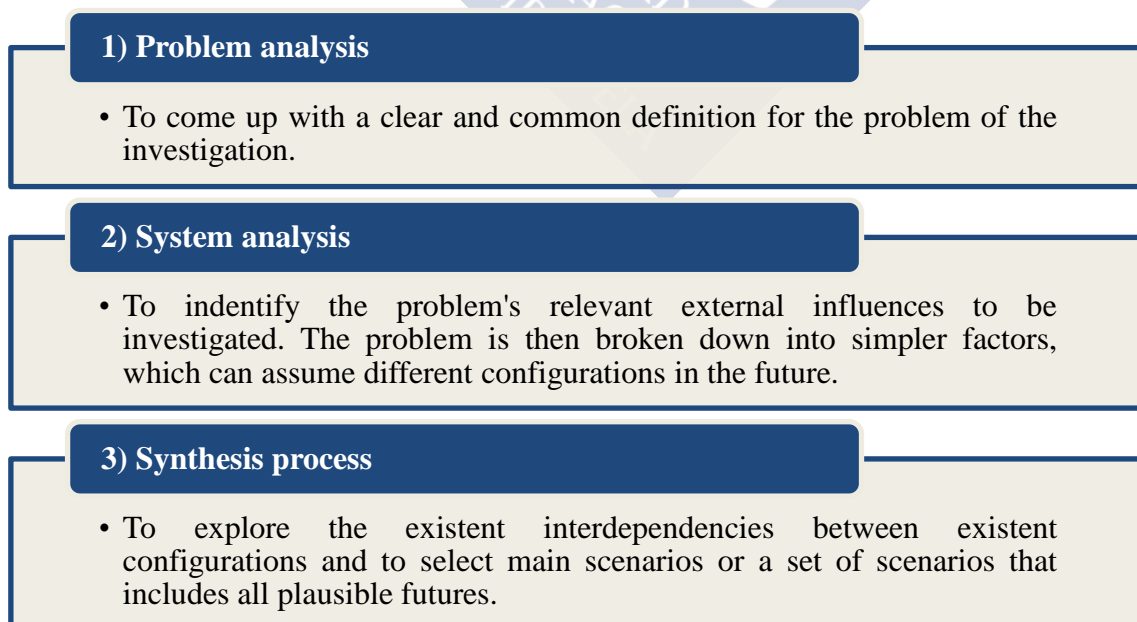 1) Problem analysis
• To come up with a clear and common definition for the problem of the
investigation.
2) System analysis
• To indentify the problem's relevant external influences to be
investigated. The problem is then broken down into simpler factors,
which can assume different configurations in the future.
3) Synthesis process
• To explore the existent interdependencies between existent
configurations and to select main scenarios or a set of scenarios that
includes all plausible futures.